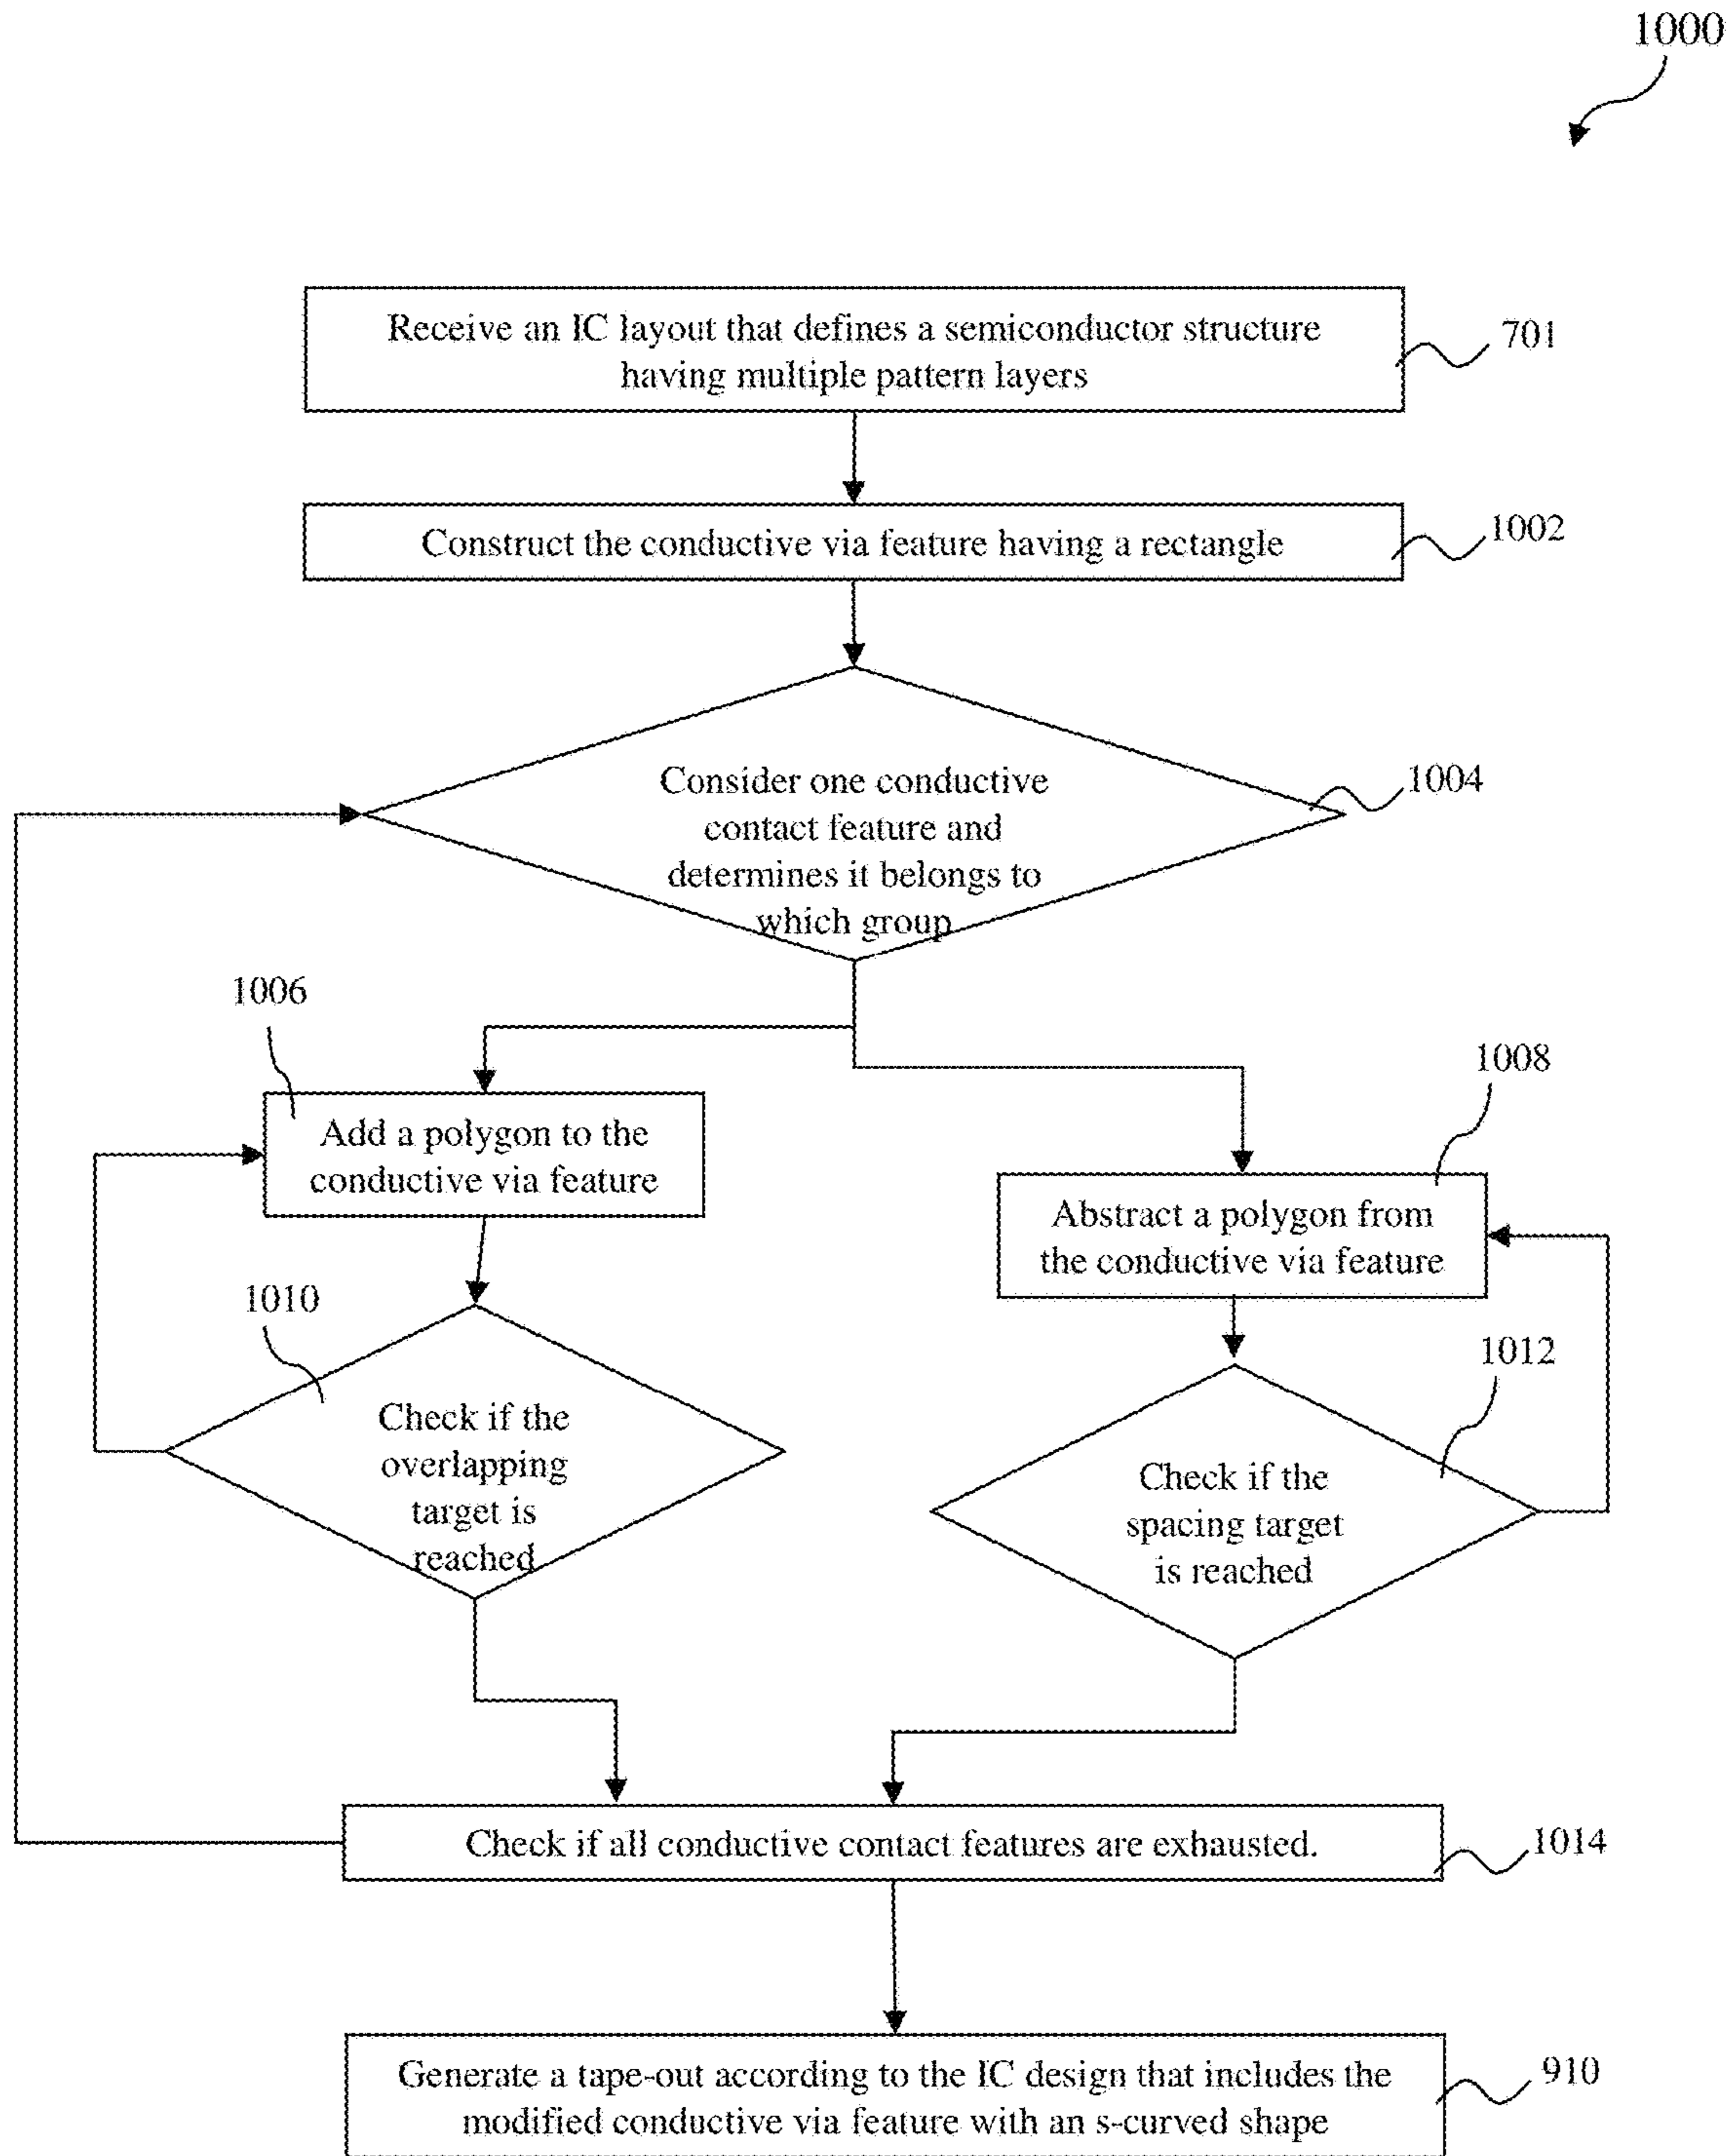 1000
Receive an IC layout that defines a semiconductor structure
having multiple pattern layers
701
Construct the conductive via feature having a rectangle
1002
Consider one conductive
contact feature and
determines it belongs to
which group
1004
1006
Add a polygon to the
conductive via feature
1008
Abstract a polygon from
the conductive via feature
1010
Check if the
overlapping
target is
reached
1012
Check if the
spacing target
is reached
Check if all conductive contact features are exhausted.
1014
Generate a tape-out according to the IC design that includes the
modified conductive via feature with an s-curved shape
910